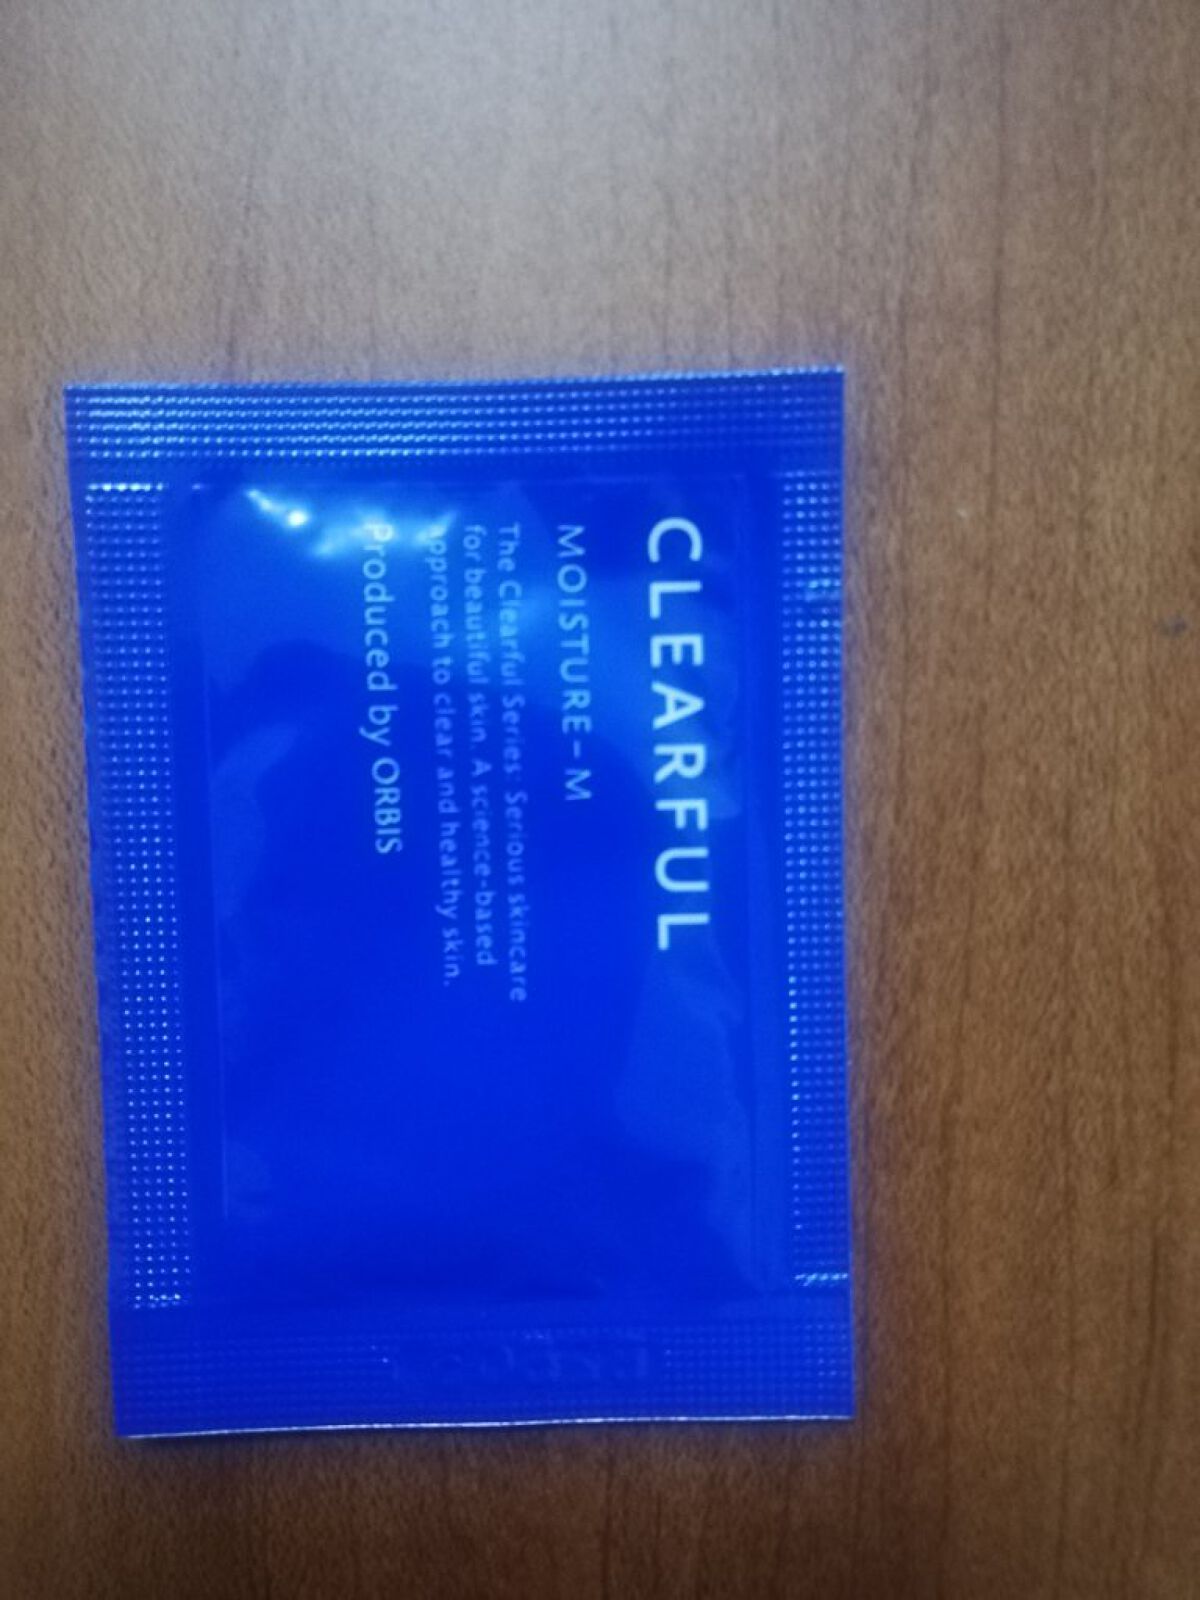 CLEARFUL
MOISTURE-M
The Clearful Series: Serious skincare
for beautiful skin. A science-based
approach to clear and healthy skin.
Produced by ORBIS